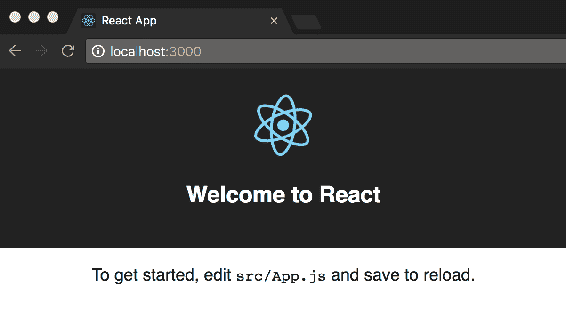 React App
localhost:3000
Welcome to React
To get started, edit src/App.js and save to reload.